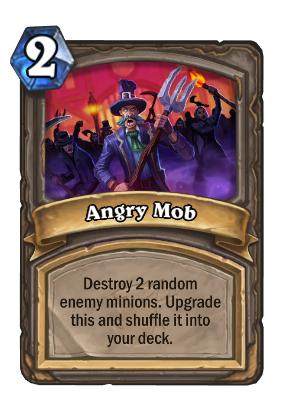 2
Angry Mob
Destroy 2 random
enemy minions. Upgrade
this and shuffle it into
your deck.